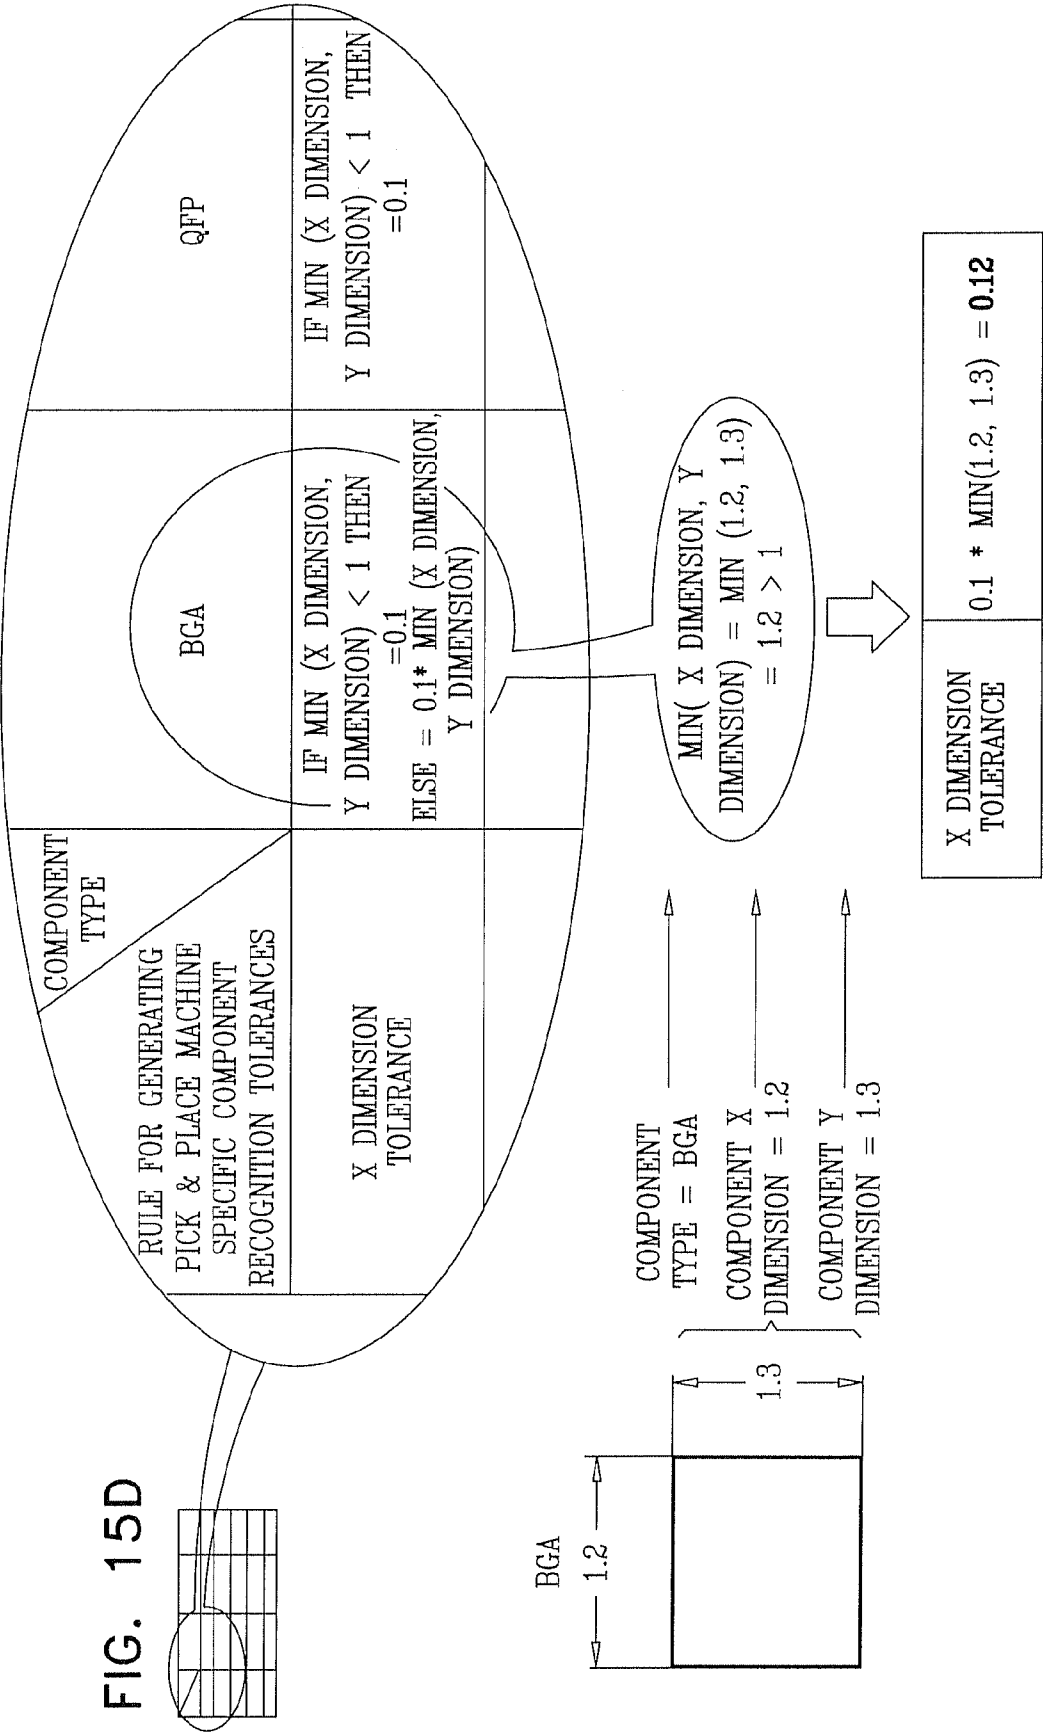 FIG. 15D
RULE FOR GENERATING
PICK & PLACE MACHINE
SPECIFIC COMPONENT
RECOGNITION TOLERANCES
COMPONENT
TYPE
BGA
QFP
X DIMENSION
TOLERANCE
IF MIN (X DIMENSION,
Y DIMENSION) < 1 THEN
=0.1
ELSE = 0.1* MIN (X DIMENSION,
Y DIMENSION)
IF MIN (X DIMENSION,
Y DIMENSION) < 1 THEN
=0.1
BGA
1.2
1.3
COMPONENT
TYPE = BGA
COMPONENT X
DIMENSION = 1.2
COMPONENT Y
DIMENSION = 1.3
MIN( X DIMENSION, Y
DIMENSION) = MIN (1.2, 1.3)
= 1.2 > 1
X DIMENSION
TOLERANCE
0.1 * MIN(1.2, 1.3) = 0.12